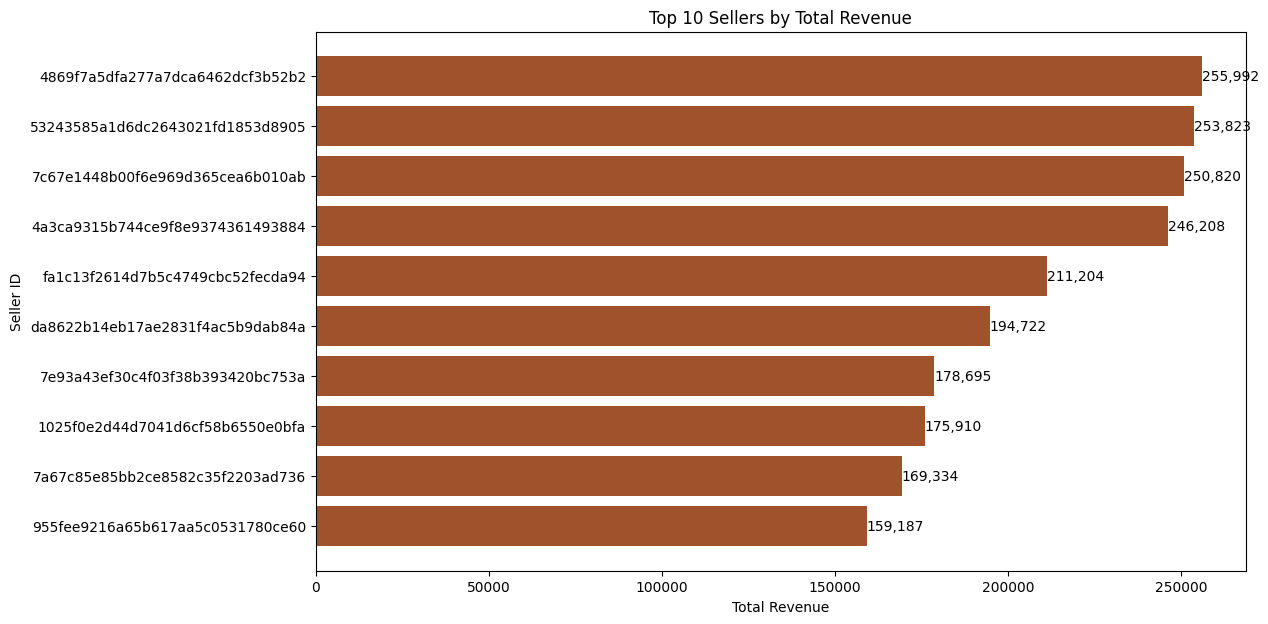 Top 10 Sellers by Total Revenue
Seller ID
4869f7a5dfa277a7dca6462dcf3b52b2 255,992
53243585a1d6dc2643021fd1853d8905 253,823
7c67e1448b00f6e969d365cea6b010ab 250,820
4a3ca9315b744ce9f8e9374361493884 246,208
fa1c13f2614d7b5c4749cbc52fecda94 211,204
da8622b14eb17ae2831f4ac5b9dab84a 194,722
7e93a43ef30c4f03f38b393420bc753a 178,695
1025f0e2d44d7041d6cf58b6550e0bfa 175,910
7a67c85e85bb2ce8582c35f2203ad736 169,334
955fee9216a65b617aa5c0531780ce60 159,187
0 50000 100000 150000 200000 250000
Total Revenue